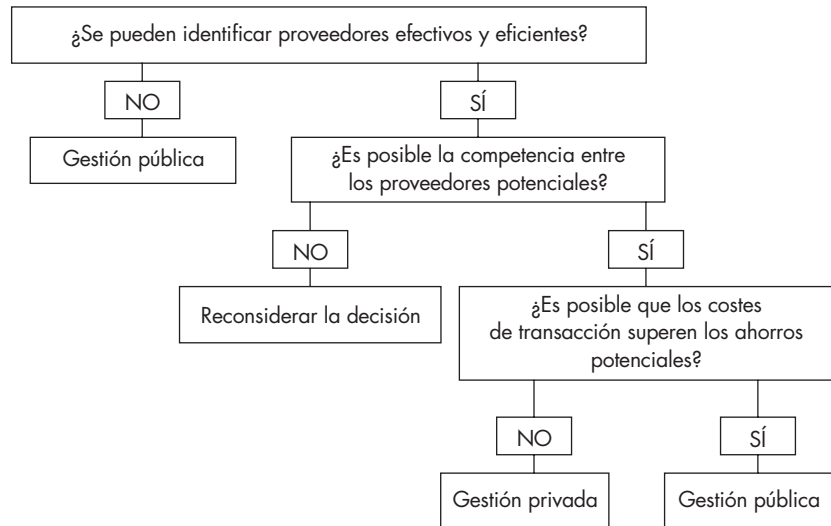 ¿Se pueden identificar proveedores efectivos y eficientes?
NO
SÍ
Gestión pública
¿Es posible la competencia entre
los proveedores potenciales?
NO
SÍ
Reconsiderar la decisión
¿Es posible que los costes
de transacción superen los ahorros
potenciales?
NO
SÍ
Gestión privada
Gestión pública